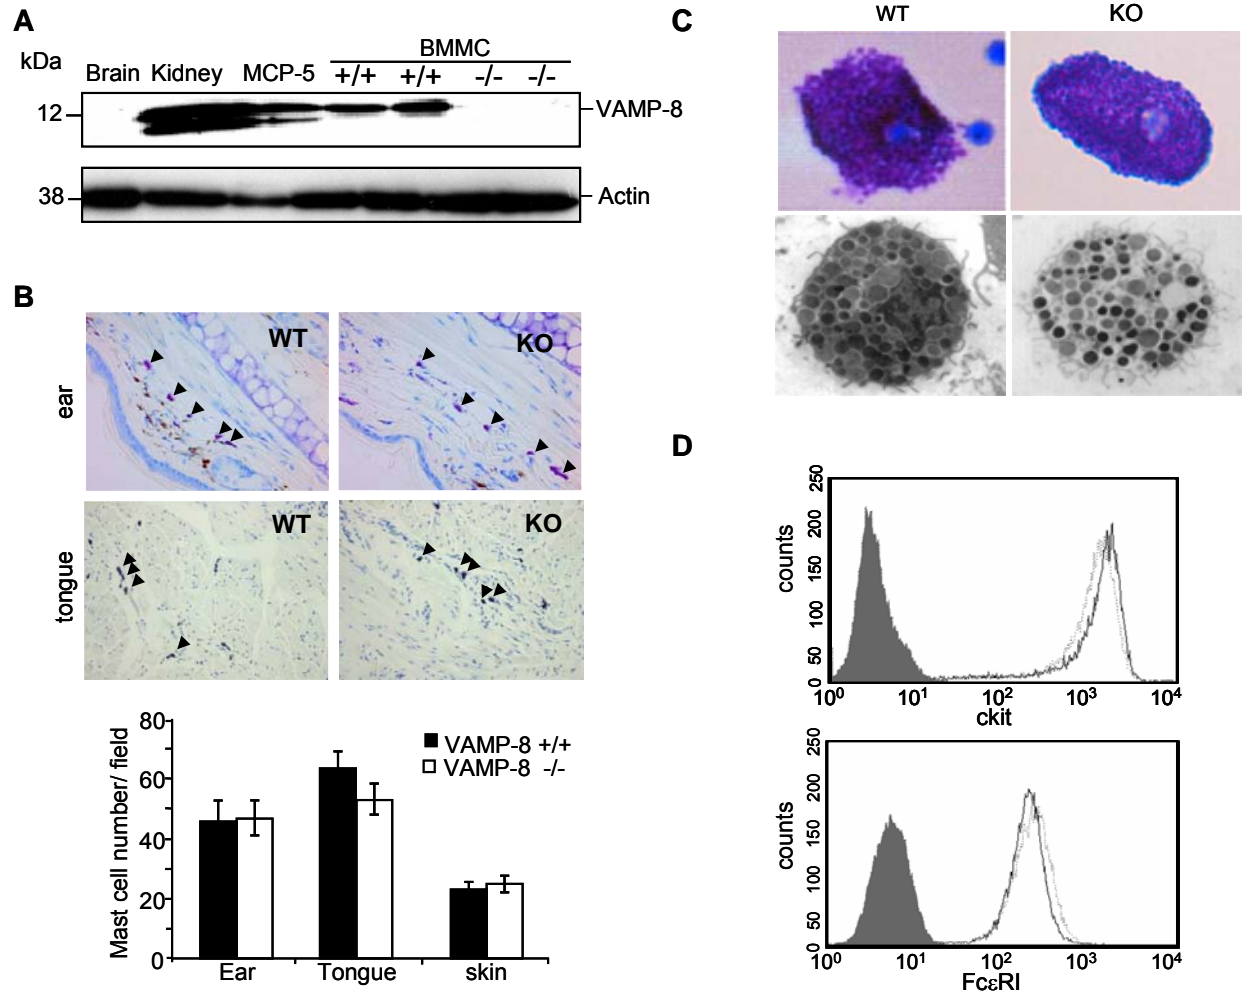 A
kDa
BMMC
Brain Kidney MCP-5 +/+ +/+ -/- -/-
12
VAMP-8
38
Actin
B
ear
WT
KO
tongue
WT
KO
Mast cell number/ field
80
60
40
20
0
VAMP-8 +/+
VAMP-8 -/-
Ear Tongue skin
C
WT KO
D
counts
250
200
150
100
50
0
10⁰ 10¹ 10² 10³ 10⁴
ckit
counts
250
200
150
100
50
0
10⁰ 10¹ 10² 10³ 10⁴
FcεRI